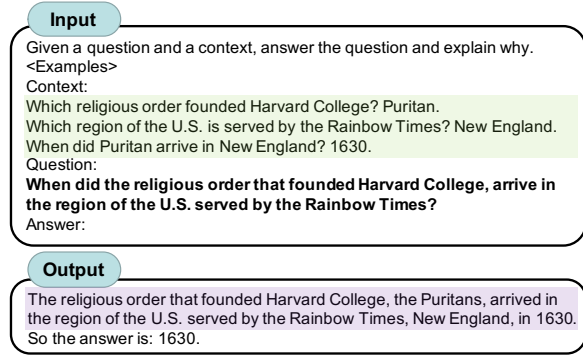 Input
Given a question and a context, answer the question and explain why.
<Examples>
Context:
Which religious order founded Harvard College? Puritan.
Which region of the U.S. is served by the Rainbow Times? New England.
When did Puritan arrive in New England? 1630.
Question:
When did the religious order that founded Harvard College, arrive in
the region of the U.S. served by the Rainbow Times?
Answer:
Output
The religious order that founded Harvard College, the Puritans, arrived in
the region of the U.S. served by the Rainbow Times, New England, in 1630.
So the answer is: 1630.